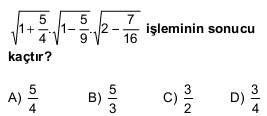 √(1+5/4)·√(1−5/9)·√(2−7/16) işleminin sonucu
kaçtır?
A) 5/4 B) 5/3 C) 3/2 D) 3/4